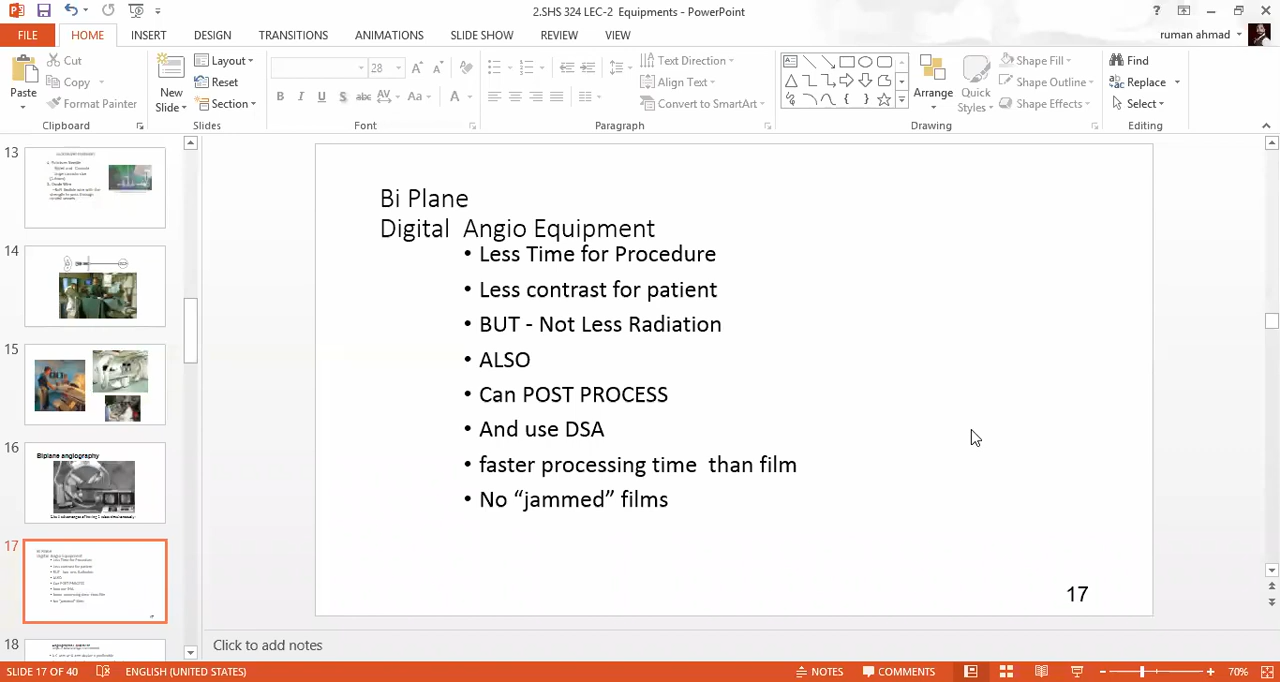 2.SHS 324 LEC-2 Equipments - PowerPoint
FILE HOME INSERT DESIGN TRANSITIONS ANIMATIONS SLIDE SHOW REVIEW VIEW
ruman ahmad
Paste
Cut
Copy
Format Painter
Clipboard
New
Slide
Layout
Reset
Section
Slides
28
Font
Text Direction
Align Text
Convert to SmartArt
Paragraph
Arrange
Quick
Styles
Shape Fill
Shape Outline
Shape Effects
Drawing
Find
Replace
Select
Editing
13
14
15
16
Biplane angiography
17
18
Bi Plane
Digital Angio Equipment
• Less Time for Procedure
• Less contrast for patient
• BUT - Not Less Radiation
• ALSO
• Can POST PROCESS
• And use DSA
• faster processing time than film
• No “jammed” films
17
Click to add notes
SLIDE 17 OF 40
ENGLISH (UNITED STATES)
NOTES
COMMENTS
70%